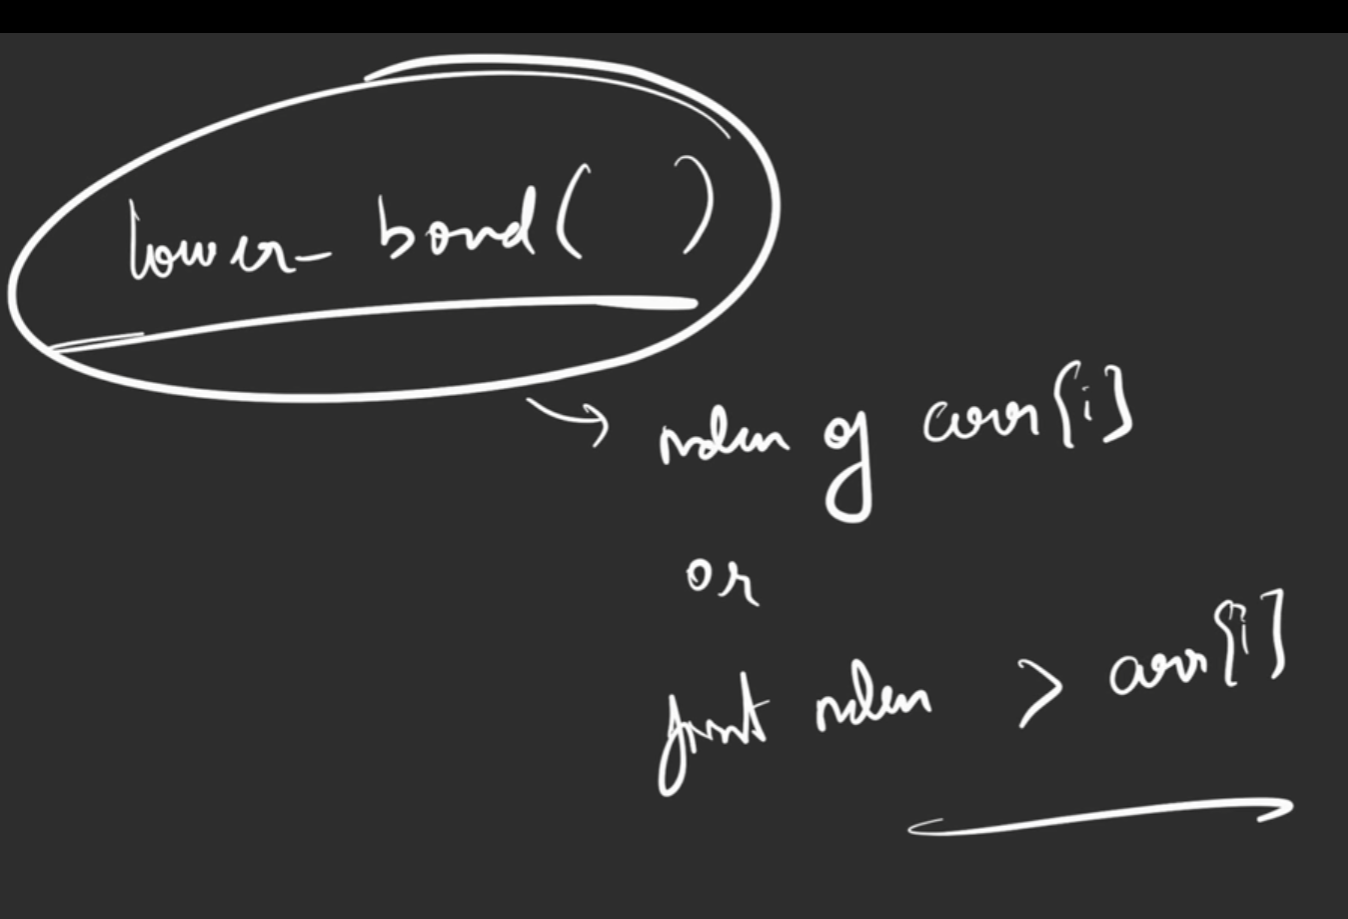 lower_bond( )
index of arr[i]
or
first index > arr[i]